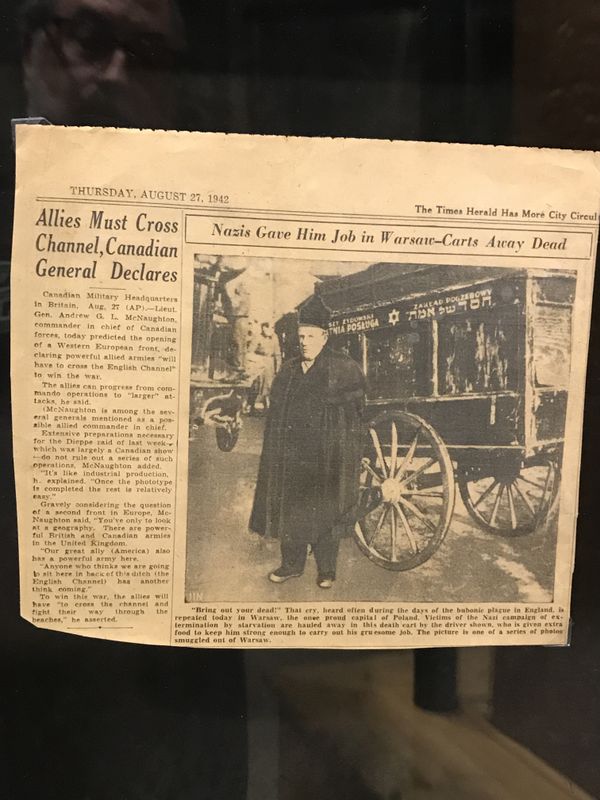 THURSDAY, AUGUST 27, 1942
The Times Herald Has More City Circul
Allies Must Cross
Channel, Canadian
General Declares
Canadian Military Headquarters
in Britain, Aug. 27 (AP).—Lieut.
Gen. Andrew G. L. McNaughton,
commander in chief of Canadian
forces, today predicted the opening
of a Western European front, de-
claring powerful allied armies "will
have to cross the English Channel"
to win the war.
The allies can progress from com-
mando operations to "larger" at-
tacks, he said.
(McNaughton is among the sev-
eral generals mentioned as a pos-
sible allied commander in chief.
Extensive preparations necessary
for the Dieppe raid of last week—
which was largely a Canadian show
—do not rule out a series of such
operations, McNaughton added.
"It's like industrial production,
h. explained. "Once the phototype
is completed the rest is relatively
easy."
Gravely considering the question
of a second front in Europe, Mc-
Naughton said, "You've only to look
at a geography. There are power-
ful British and Canadian armies
in the United Kingdom.
"Our great ally (America) also
has a powerful army here.
"Anyone who thinks we are going
to sit here in back of this ditch (the
English Channel) has another
think coming."
To win this war, the allies will
have "to cross the channel and
fight their way through the
beaches," he asserted.
Nazis Gave Him Job in Warsaw—Carts Away Dead
ZAKŁAD POGRZEBOWY
חסד של אמת
POSŁUGA
"Bring out your dead!" That cry, heard often during the days of the bubonic plague in England, is
repeated today in Warsaw, the once proud capital of Poland. Victims of the Nazi campaign of ex-
termination by starvation are hauled away in this death cart by the driver shown, who is given extra
food to keep him strong enough to carry out his gruesome job. The picture is one of a series of photos
smuggled out of Warsaw.